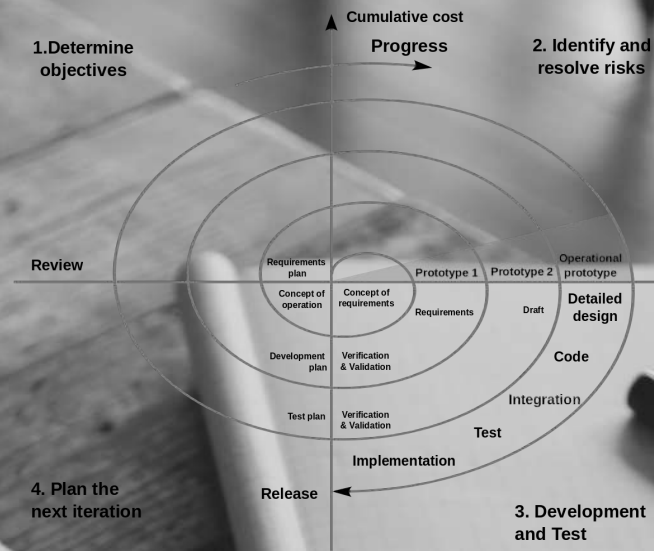 Cumulative cost
Progress
1.Determine
objectives
2. Identify and
resolve risks
Review
Requirements
plan
Prototype 1
Prototype 2
Operational
prototype
Concept of
operation
Concept of
requirements
Requirements
Draft
Detailed
design
Development
plan
Verification
& Validation
Code
Integration
Test plan
Verification
& Validation
Test
Implementation
Release
4. Plan the
next iteration
3. Development
and Test